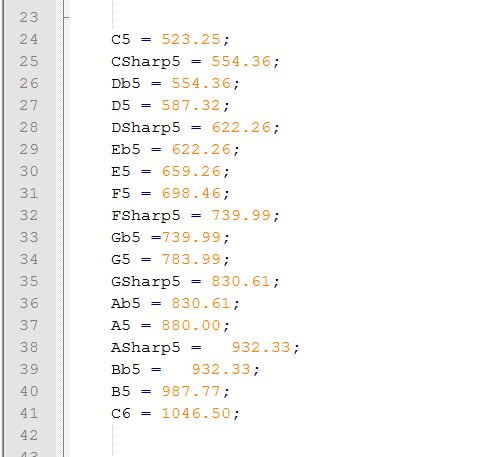 23
24 C5 = 523.25;
25 CSharp5 = 554.36;
26 Db5 = 554.36;
27 D5 = 587.32;
28 DSharp5 = 622.26;
29 Eb5 = 622.26;
30 E5 = 659.26;
31 F5 = 698.46;
32 FSharp5 = 739.99;
33 Gb5 =739.99;
34 G5 = 783.99;
35 GSharp5 = 830.61;
36 Ab5 = 830.61;
37 A5 = 880.00;
38 ASharp5 =   932.33;
39 Bb5 =   932.33;
40 B5 = 987.77;
41 C6 = 1046.50;
42
43